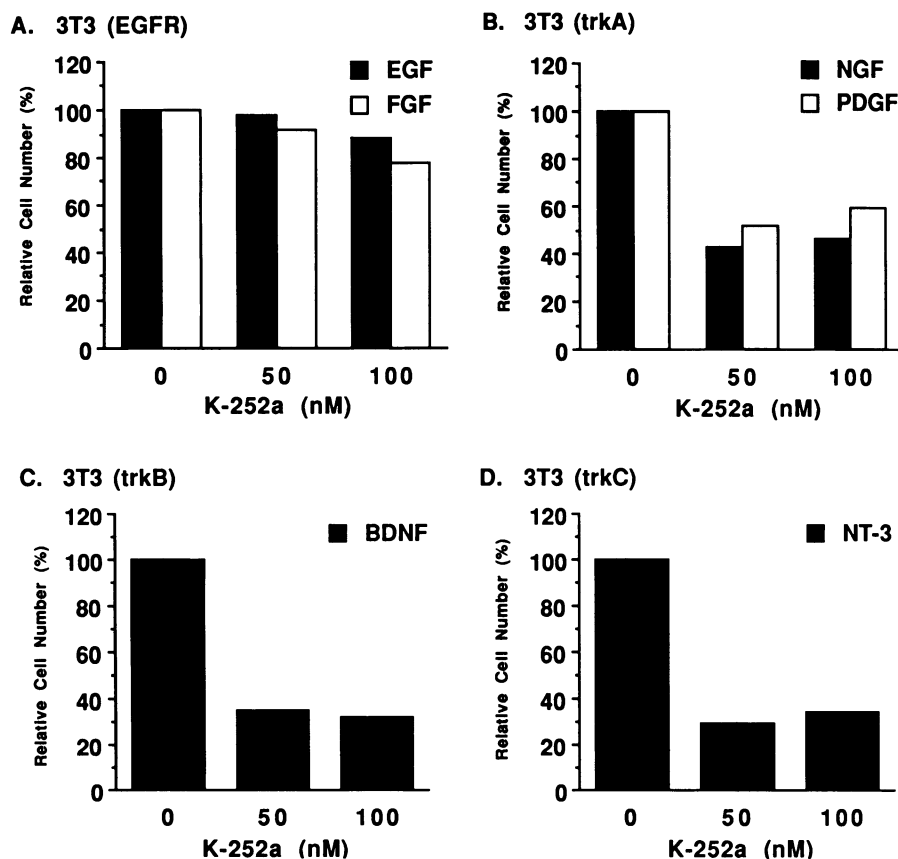 A. 3T3 (EGFR)
120
100
80
60
40
20
0
Relative Cell Number (%)
EGF
FGF
0 50 100
K-252a (nM)
B. 3T3 (trkA)
120
100
80
60
40
20
0
Relative Cell Number (%)
NGF
PDGF
0 50 100
K-252a (nM)
C. 3T3 (trkB)
120
100
80
60
40
20
0
Relative Cell Number (%)
BDNF
0 50 100
K-252a (nM)
D. 3T3 (trkC)
120
100
80
60
40
20
0
Relative Cell Number (%)
NT-3
0 50 100
K-252a (nM)